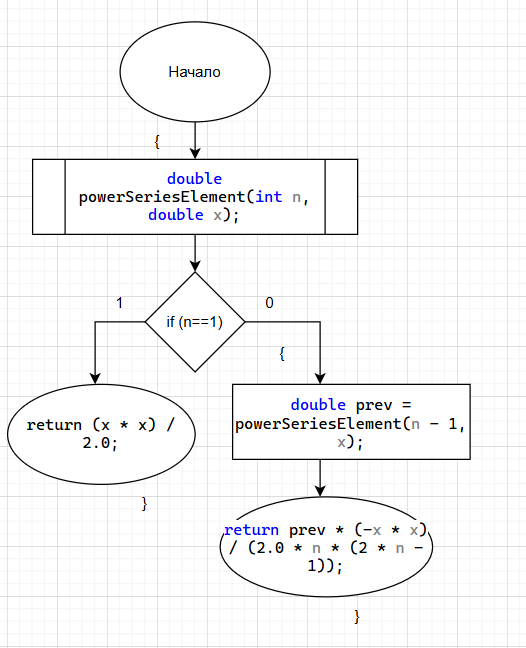 Начало
{
double
powerSeriesElement(int n,
double x);
1
0
if (n==1)
{
return (x * x) /
2.0;
double prev =
powerSeriesElement(n - 1,
x);
}
return prev * (-x * x)
/ (2.0 * n * (2 * n -
1));
}